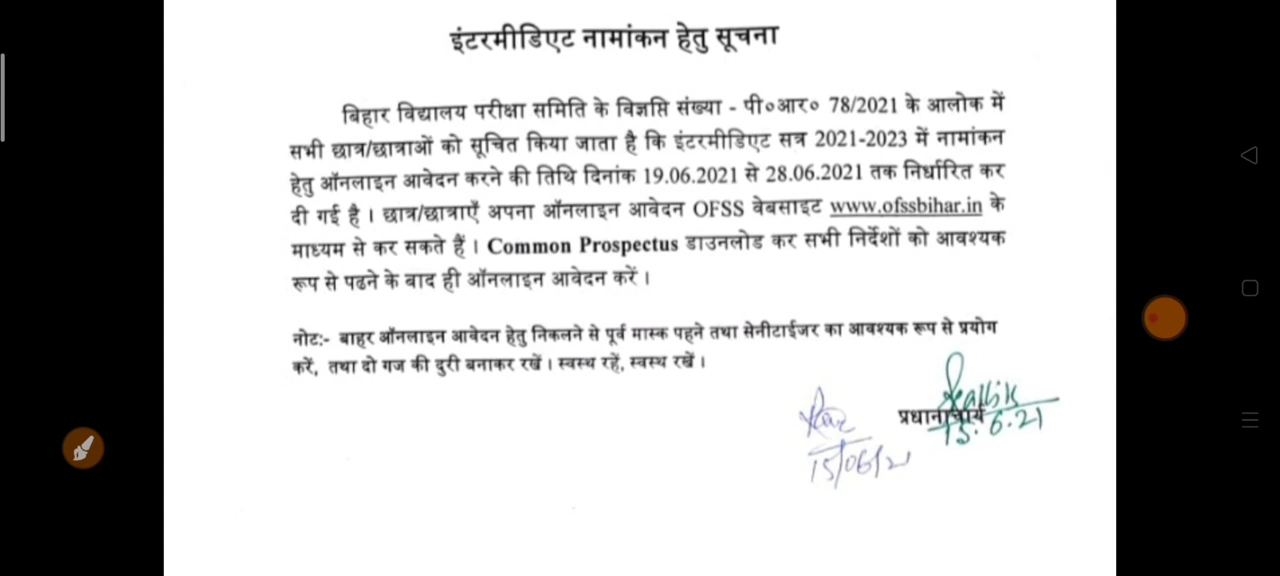 इंटरमीडिएट नामांकन हेतु सूचना
बिहार विद्यालय परीक्षा समिति के विज्ञप्ति संख्या - पी०आर० 78/2021 के आलोक में
सभी छात्र/छात्राओं को सूचित किया जाता है कि इंटरमीडिएट सत्र 2021-2023 में नामांकन
हेतु ऑनलाइन आवेदन करने की तिथि दिनांक 19.06.2021 से 28.06.2021 तक निर्धारित कर
दी गई है । छात्र/छात्राएँ अपना ऑनलाइन आवेदन OFSS वेबसाइट www.ofssbihar.in के
माध्यम से कर सकते हैं । Common Prospectus डाउनलोड कर सभी निर्देशों को आवश्यक
रूप से पढने के बाद ही ऑनलाइन आवेदन करें ।
नोट:- बाहर ऑनलाइन आवेदन हेतु निकलने से पूर्व मास्क पहने तथा सेनीटाईजर का आवश्यक रूप से प्रयोग
करें, तथा दो गज की दुरी बनाकर रखें । स्वस्थ रहें, स्वस्थ रखें ।
प्रधानाचार्य
15.6.21
15/06/21